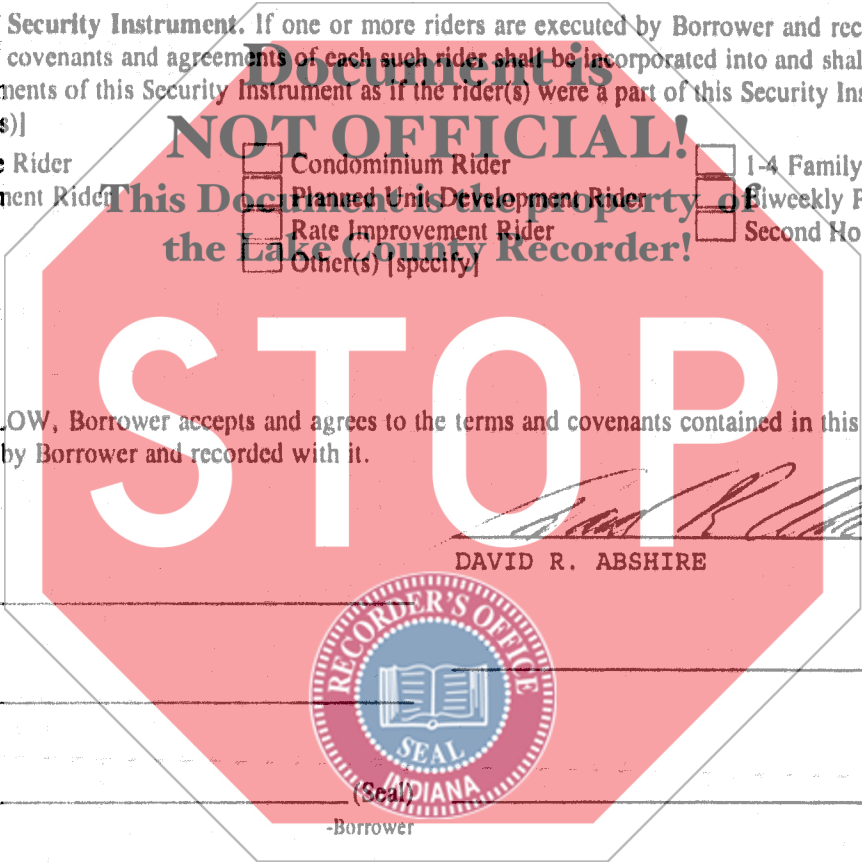 Security Instrument. If one or more riders are executed by Borrower and rec
covenants and agreements of each such rider shall be incorporated into and shal
nents of this Security Instrument as if the rider(s) were a part of this Security Ins
s)]
Rider
Condominium Rider
1-4 Family
nent Rider
Planned Unit Development Rider
Biweekly P
Rate Improvement Rider
Second Ho
Other(s) [specify]
Document is
NOT OFFICIAL!
This Document is the property of
the Lake County Recorder!
STOP
LOW, Borrower accepts and agrees to the terms and covenants contained in this
by Borrower and recorded with it.
DAVID R. ABSHIRE
RECORDER'S OFFICE
SEAL
INDIANA
(Seal)
-Borrower